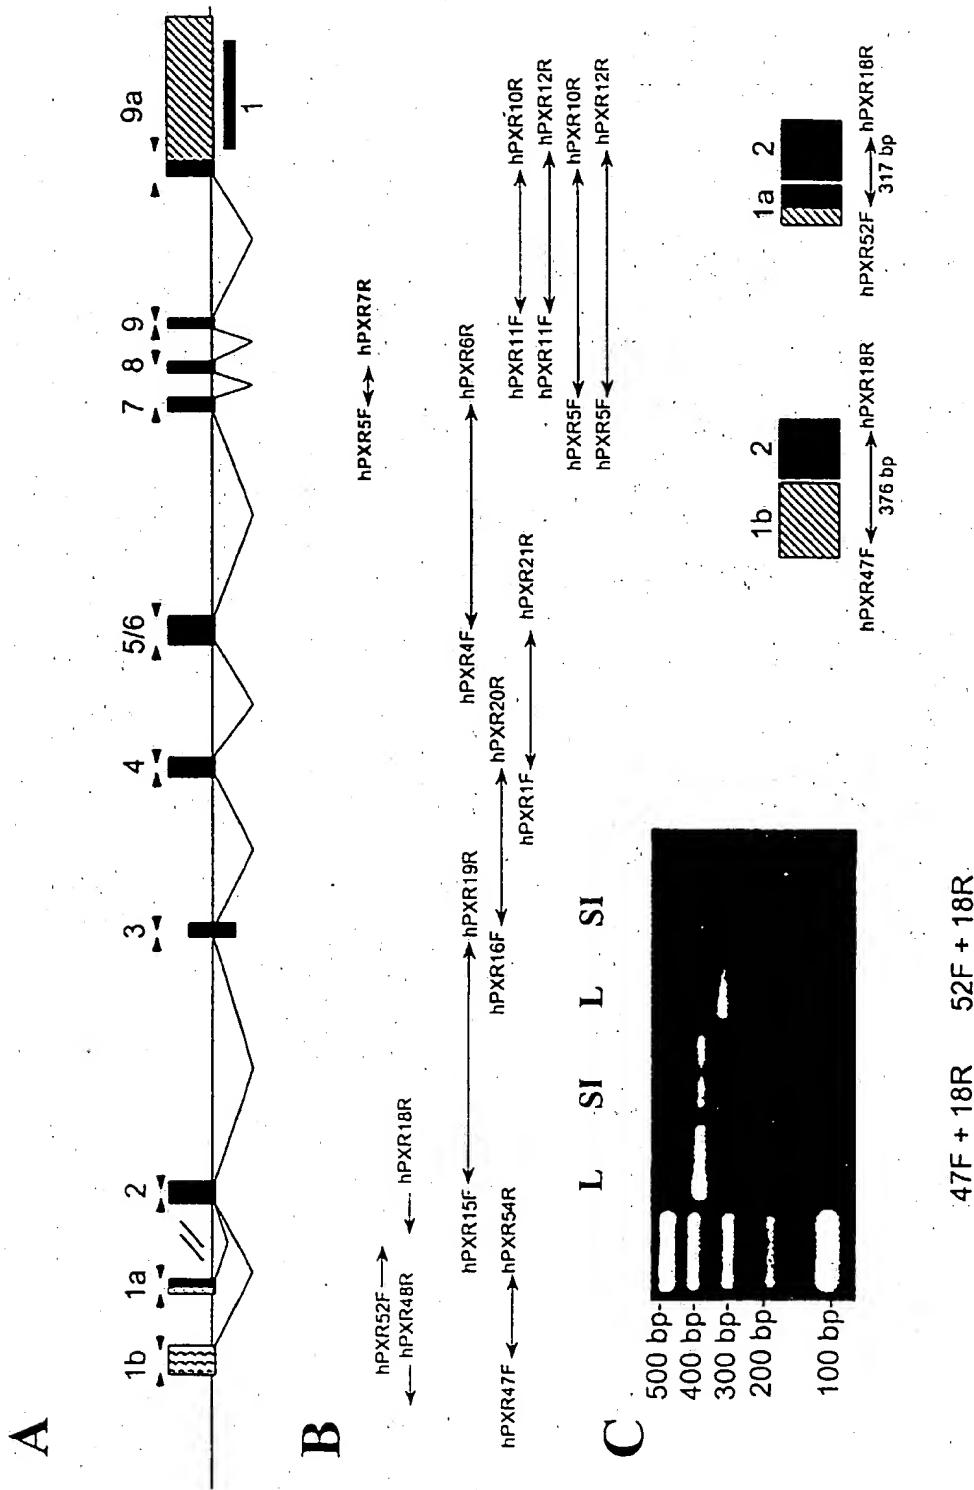 A
1b
1a
2
3
4
5/6
7
8
9
9a
1
B
hPXR52F
hPXR18R
hPXR48R
hPXR5F
hPXR7R
hPXR15F
hPXR19R
hPXR4F
hPXR6R
hPXR47F
hPXR54R
hPXR16F
hPXR20R
hPXR11F
hPXR10R
hPXR1F
hPXR21R
hPXR11F
hPXR12R
hPXR5F
hPXR10R
hPXR5F
hPXR12R
C
L SI L SI
500 bp-
400 bp-
300 bp-
200 bp-
100 bp-
47F + 18R 52F + 18R
1b 2
hPXR47F hPXR18R
376 bp
1a 2
hPXR52F hPXR18R
317 bp